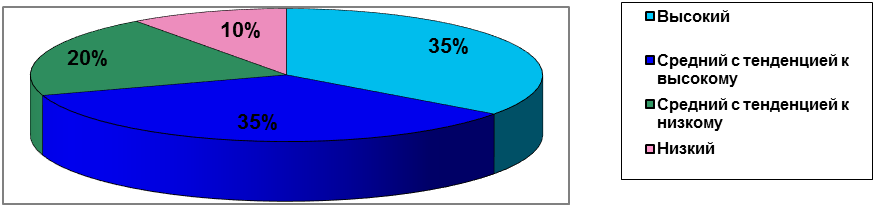 10%
35%
20%
35%
Высокий
Средний с тенденцией к
высокому
Средний с тенденцией к
низкому
Низкий